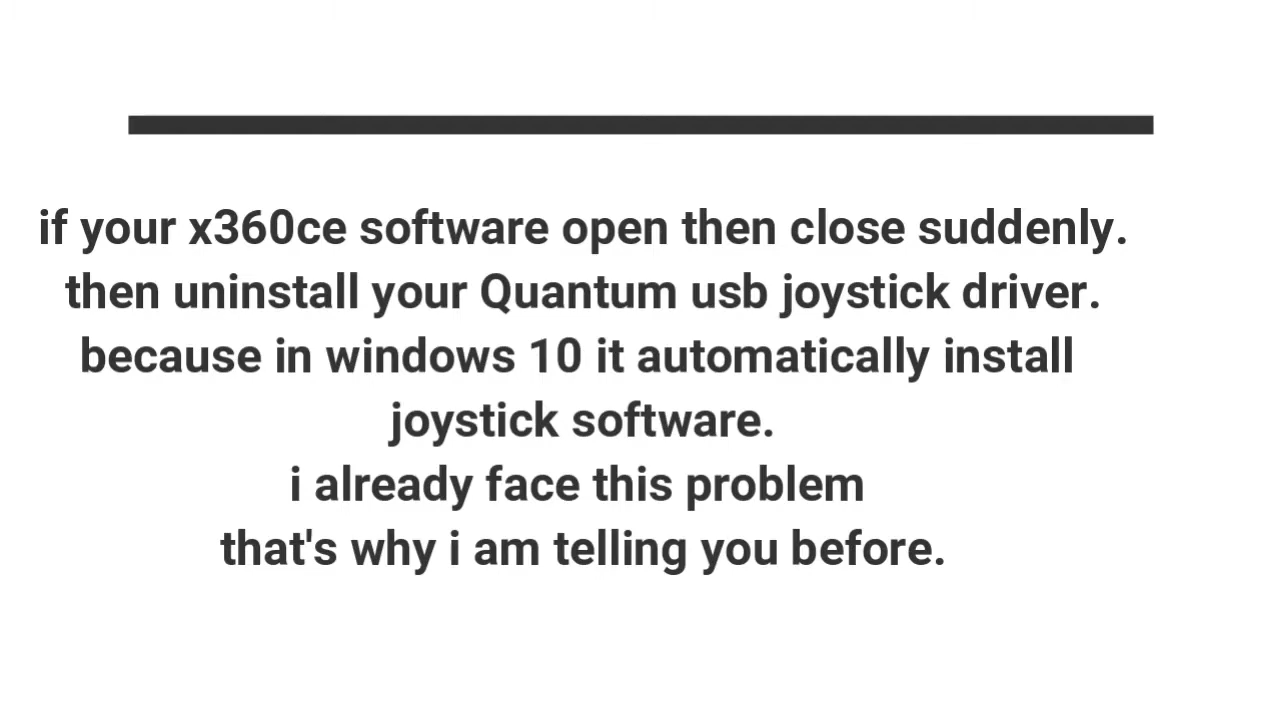 if your x360ce software open then close suddenly.
then uninstall your Quantum usb joystick driver.
because in windows 10 it automatically install
joystick software.
i already face this problem
that's why i am telling you before.